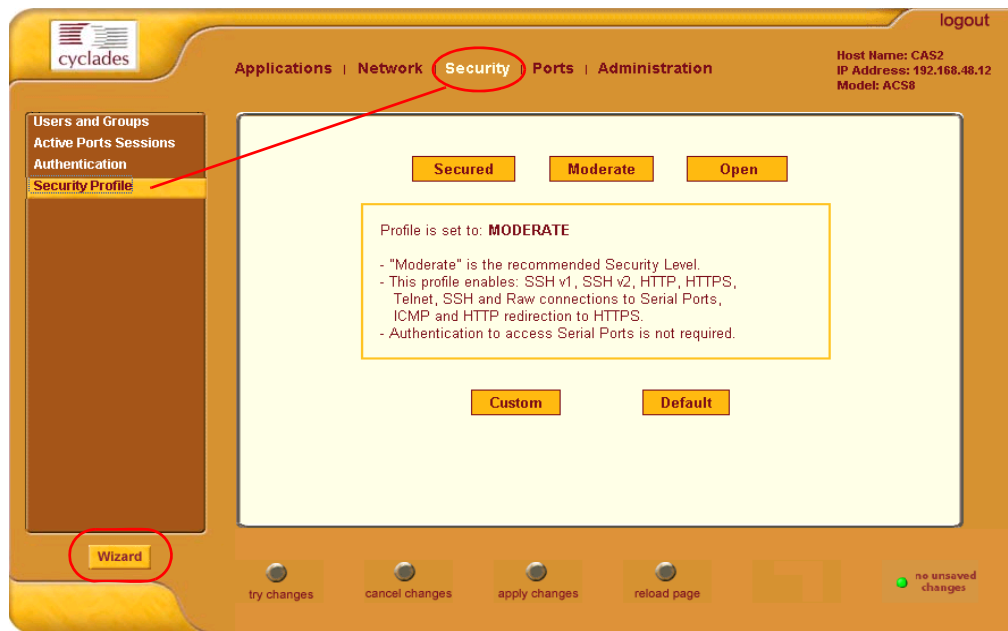 logout
cyclades
Applications | Network | Security | Ports | Administration
Host Name: CAS2
IP Address: 192.168.48.12
Model: ACS8
Users and Groups
Active Ports Sessions
Authentication
Security Profile
Secured
Moderate
Open
Profile is set to: MODERATE
- "Moderate" is the recommended Security Level.
- This profile enables: SSH v1, SSH v2, HTTP, HTTPS,
Telnet, SSH and Raw connections to Serial Ports,
ICMP and HTTP redirection to HTTPS.
- Authentication to access Serial Ports is not required.
Custom
Default
Wizard
try changes
cancel changes
apply changes
reload page
no unsaved
changes